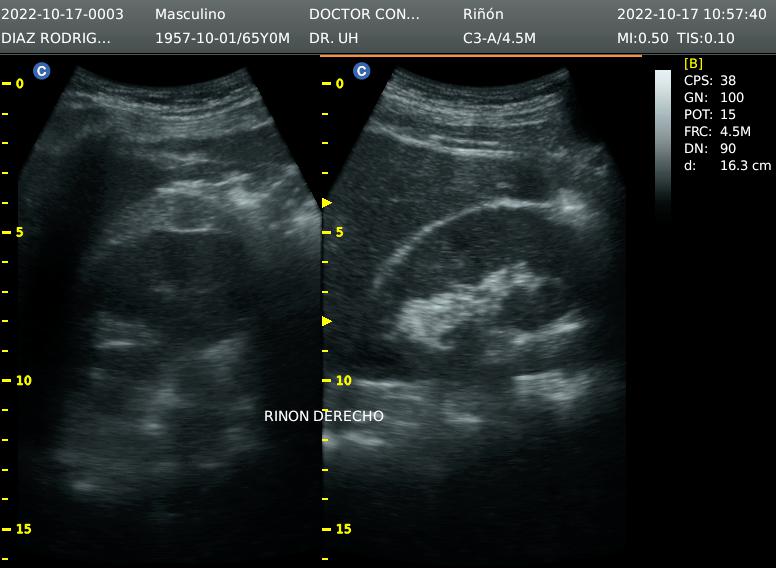 2022-10-17-0003 Masculino DOCTOR CON... Riñón 2022-10-17 10:57:40
DIAZ RODRIG... 1957-10-01/65Y0M DR. UH C3-A/4.5M MI:0.50 TIS:0.10
C C [B]
0 0 CPS: 38
GN: 100
POT: 15
FRC: 4.5M
DN: 90
d: 16.3 cm
5 5
10 10
RINON DERECHO
15 15